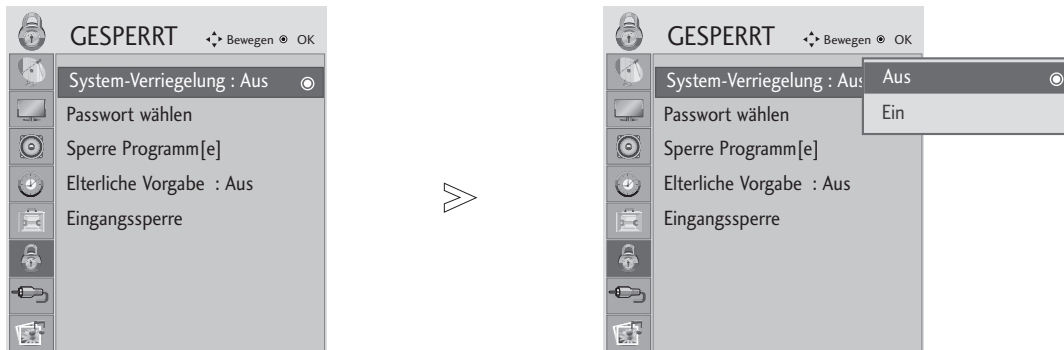 GESPERRT Bewegen OK
System-Verriegelung : Aus
Passwort wählen
Sperre Programm[e]
Elterliche Vorgabe : Aus
Eingangssperre
>
GESPERRT Bewegen OK
System-Verriegelung : Aus
Passwort wählen
Sperre Programm[e]
Elterliche Vorgabe : Aus
Eingangssperre
Aus
Ein